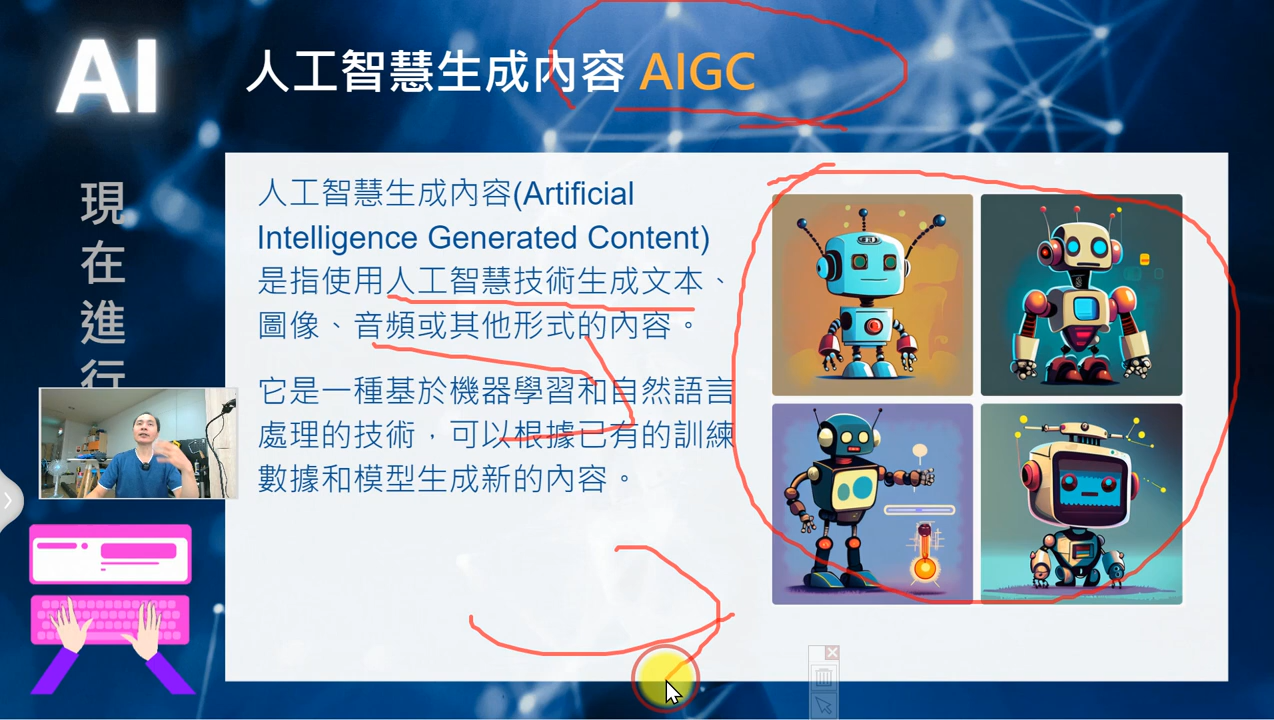 AI
人工智慧生成內容 AIGC
現在進行
人工智慧生成內容(Artificial
Intelligence Generated Content)
是指使用人工智慧技術生成文本、
圖像、音頻或其他形式的內容。
它是一種基於機器學習和自然語言
處理的技術，可以根據已有的訓練
數據和模型生成新的內容。